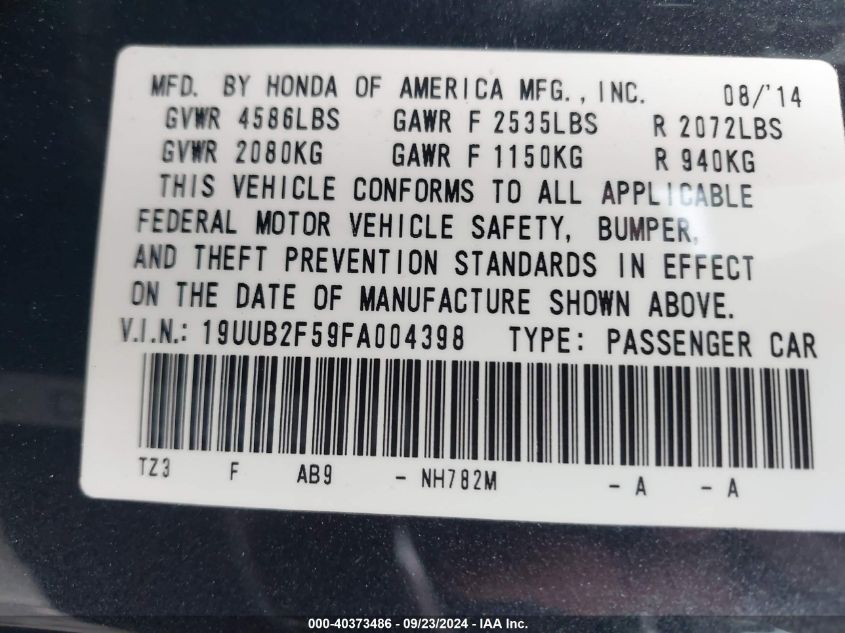 MFD. BY HONDA OF AMERICA MFG., INC. 08/'14
GVWR 4586LBS GAWR F 2535LBS R 2072LBS
GVWR 2080KG GAWR F 1150KG R 940KG
THIS VEHICLE CONFORMS TO ALL APPLICABLE
FEDERAL MOTOR VEHICLE SAFETY, BUMPER,
AND THEFT PREVENTION STANDARDS IN EFFECT
ON THE DATE OF MANUFACTURE SHOWN ABOVE.
V.I.N.: 19UUB2F59FA004398 TYPE: PASSENGER CAR
TZ3 F AB9 - NH782M - A - A
000-40373486 - 09/23/2024 - IAA Inc.